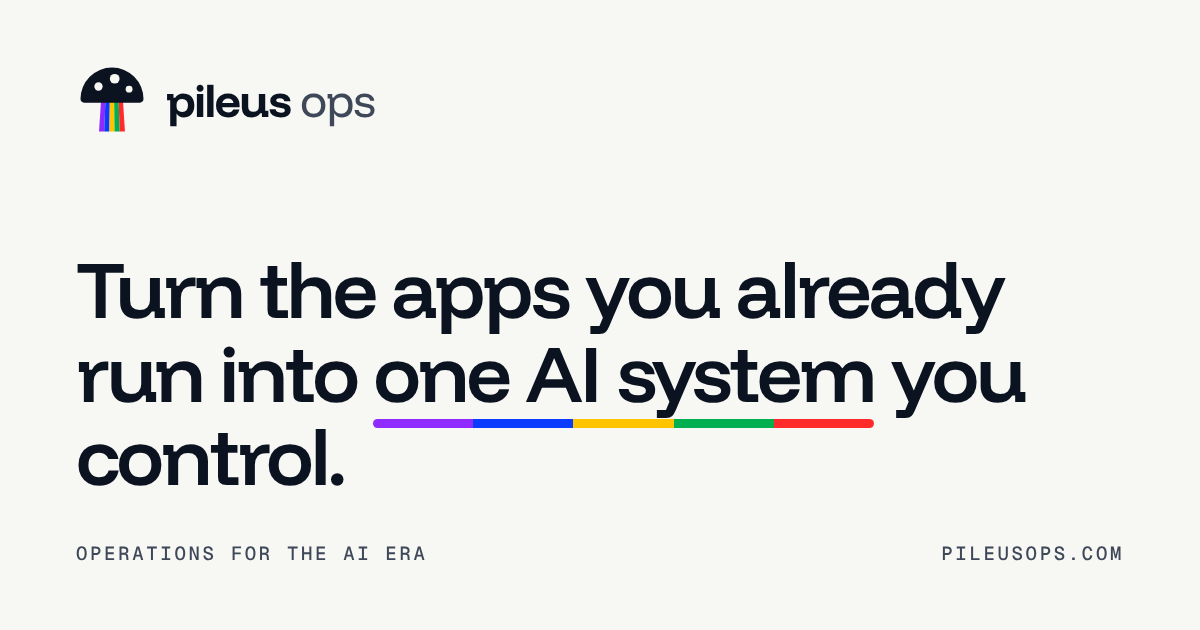 pileus ops
Turn the apps you already
run into one AI system you
control.
OPERATIONS FOR THE AI ERA
PILEUSOPS.COM